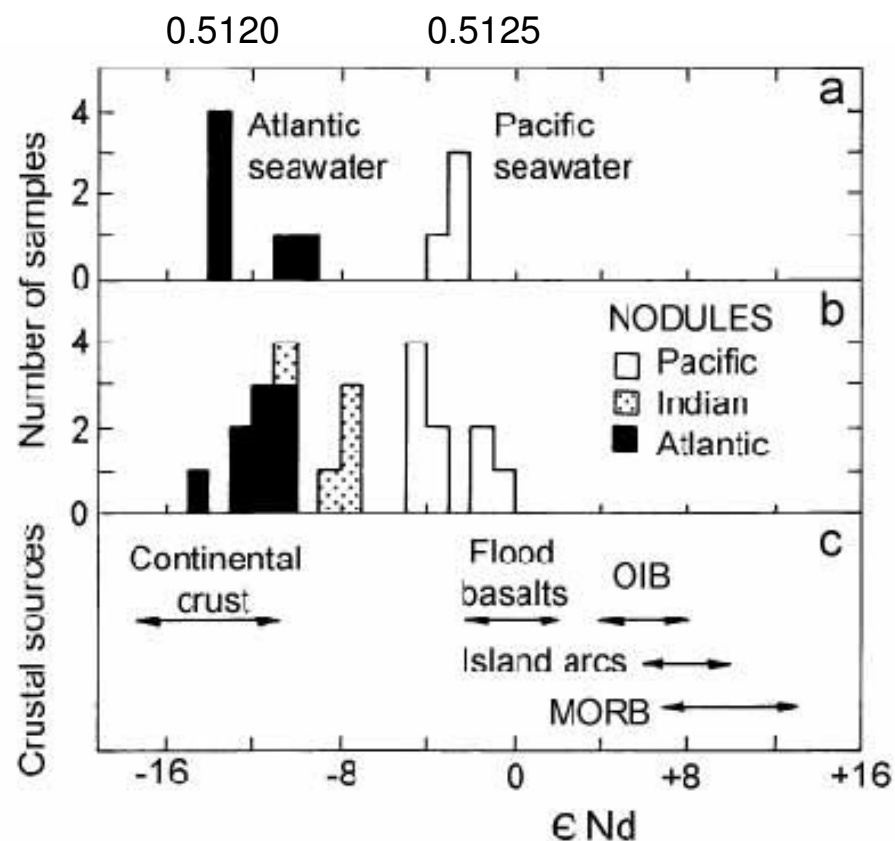 0.5120 0.5125
a
4
Atlantic seawater
Pacific seawater
2
0
Number of samples
b
NODULES
Pacific
Indian
Atlantic
4
2
0
c
Continental crust
Flood basalts
OIB
Island arcs
MORB
Crustal sources
-16 -8 0 +8 +16
ϵ Nd